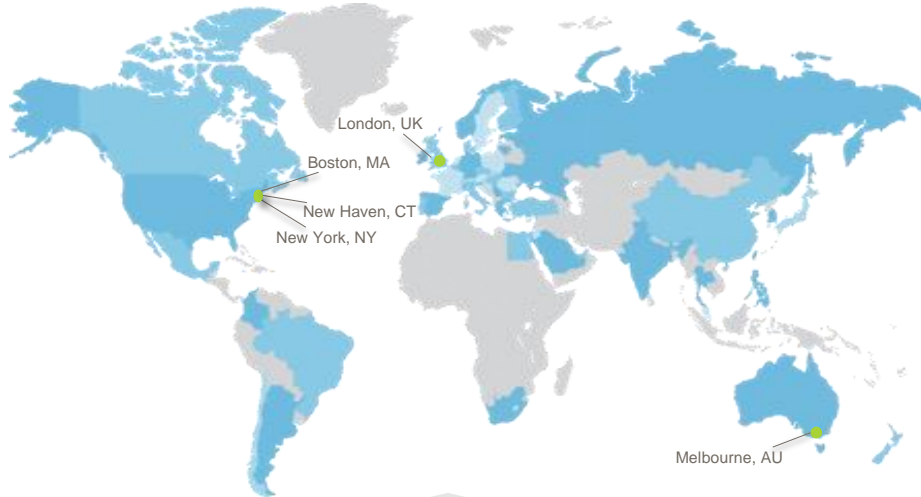 London, UK
Boston, MA
New Haven, CT
New York, NY
Melbourne, AU